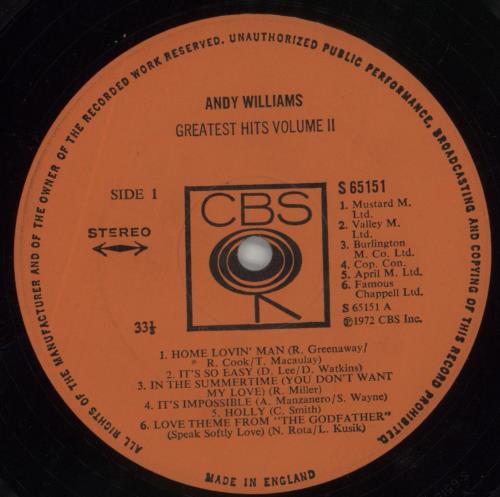 ALL RIGHTS OF THE MANUFACTURER AND OF THE OWNER OF THE RECORDED WORK RESERVED. UNAUTHORIZED PUBLIC PERFORMANCE, BROADCASTING AND COPYING OF THIS RECORD PROHIBITED.
ANDY WILLIAMS
GREATEST HITS VOLUME II
SIDE 1
STEREO
33⅓
CBS
S 65151
1. Mustard M.
Ltd.
2. Valley M.
Ltd.
3. Burlington
M. Co. Ltd.
4. Cop. Con.
5. April M. Ltd.
6. Famous
Chappell Ltd.
S 65151 A
℗1972 CBS Inc.
1. HOME LOVIN' MAN (R. Greenaway/
R. Cook/T. Macaulay)
2. IT'S SO EASY (D. Lee/D. Watkins)
3. IN THE SUMMERTIME (YOU DON'T WANT
MY LOVE) (R. Miller)
4. IT'S IMPOSSIBLE (A. Manzanero/S. Wayne)
5. HOLLY (C. Smith)
6. LOVE THEME FROM "THE GODFATHER"
(Speak Softly Love) (N. Rota/L. Kusik)
MADE IN ENGLAND